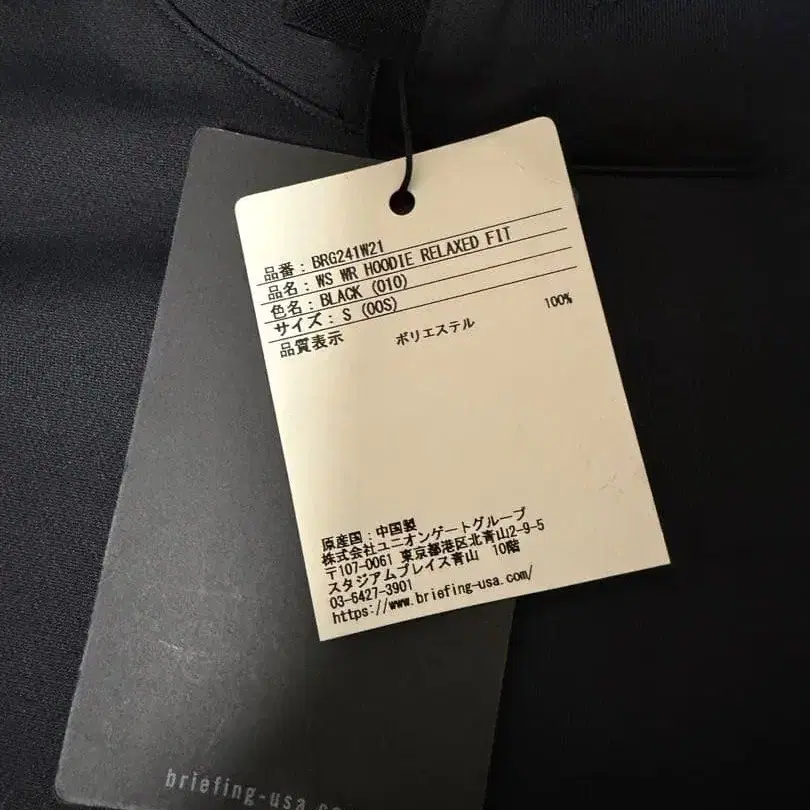 品番 : BRG241W21
品名 : WS WR HOODIE RELAXED FIT
色名 : BLACK (010)
サイズ : S (00S)
品質表示 ポリエステル 100%
原産国 : 中国製
株式会社ユニオンゲートグループ
〒107-0061 東京都港区北青山2-9-5
スタジアムプレイス青山 10階
03-6427-3901
https://www.briefing-usa.com/
briefing-usa.com